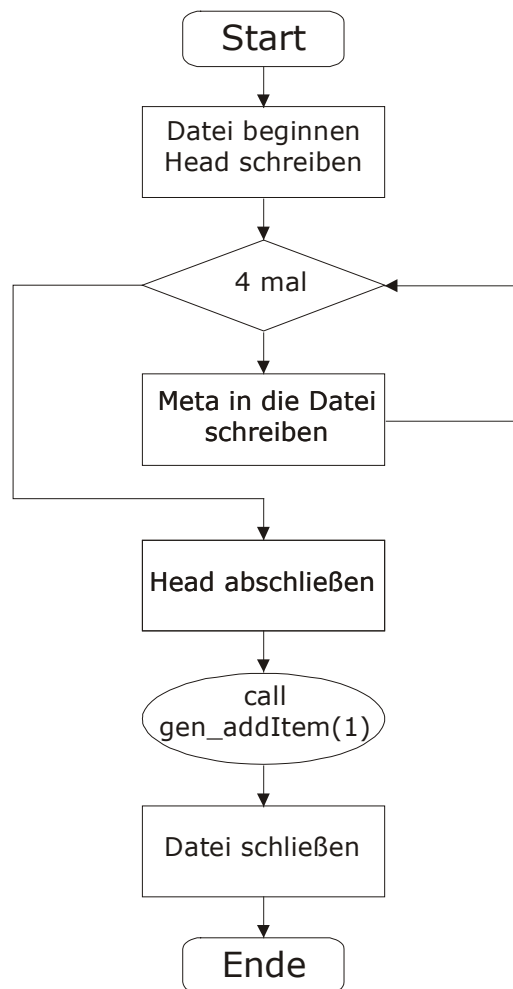 Start
Datei beginnen
Head schreiben
4 mal
Meta in die Datei
schreiben
Head abschließen
call
gen_addItem(1)
Datei schließen
Ende